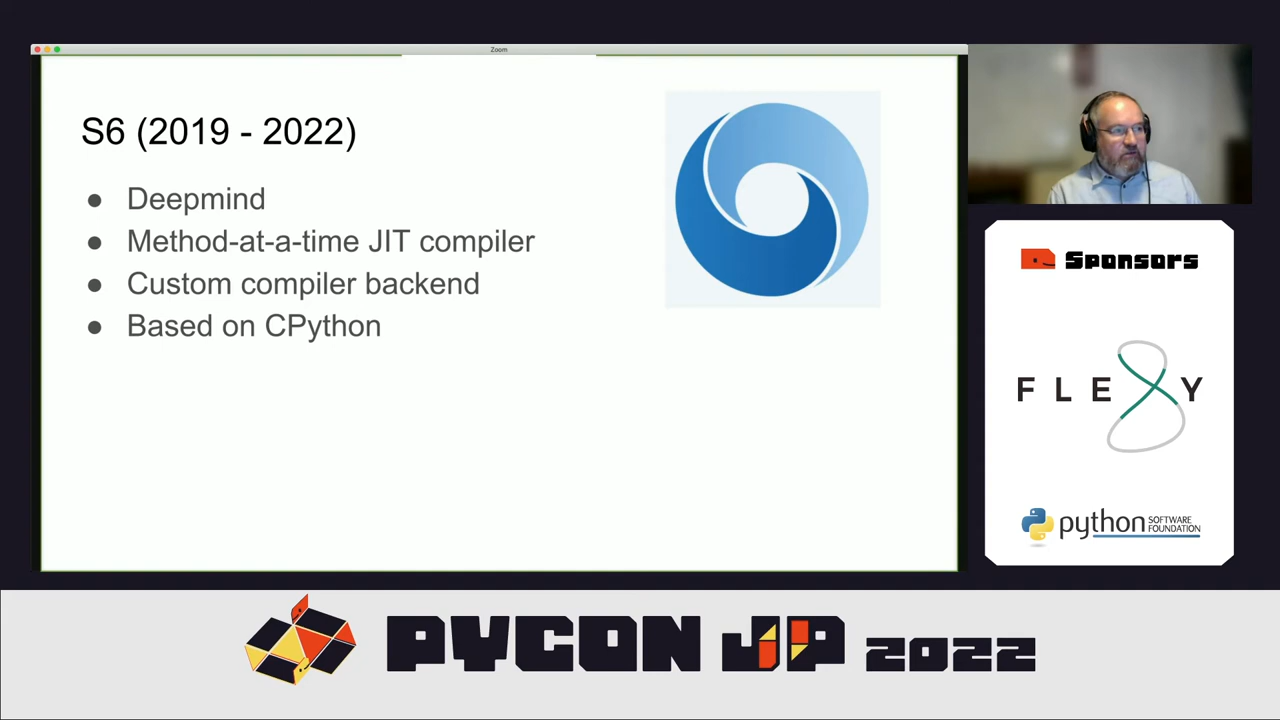 Zoom
S6 (2019 - 2022)
● Deepmind
● Method-at-a-time JIT compiler
● Custom compiler backend
● Based on CPython
Sponsors
FLE8Y
python SOFTWARE
FOUNDATION
PYCON JP 2022